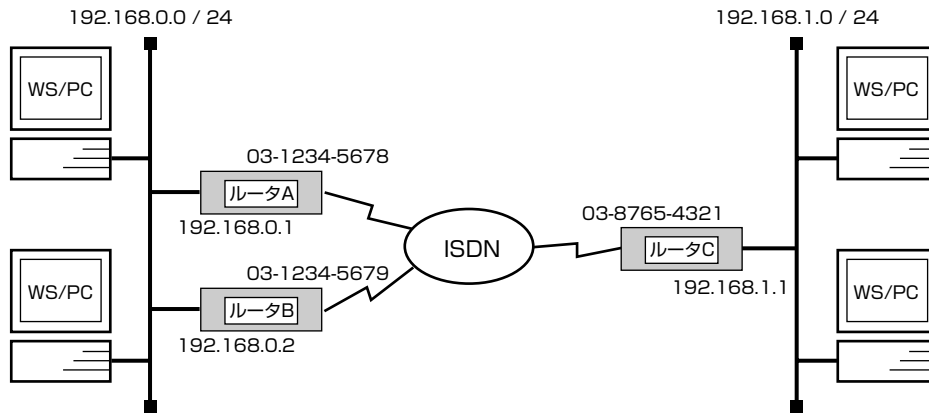 192.168.0.0 / 24
192.168.1.0 / 24
WS/PC
WS/PC
03-1234-5678
ルータA
192.168.0.1
03-8765-4321
ISDN
ルータC
192.168.1.1
03-1234-5679
WS/PC
WS/PC
ルータB
192.168.0.2